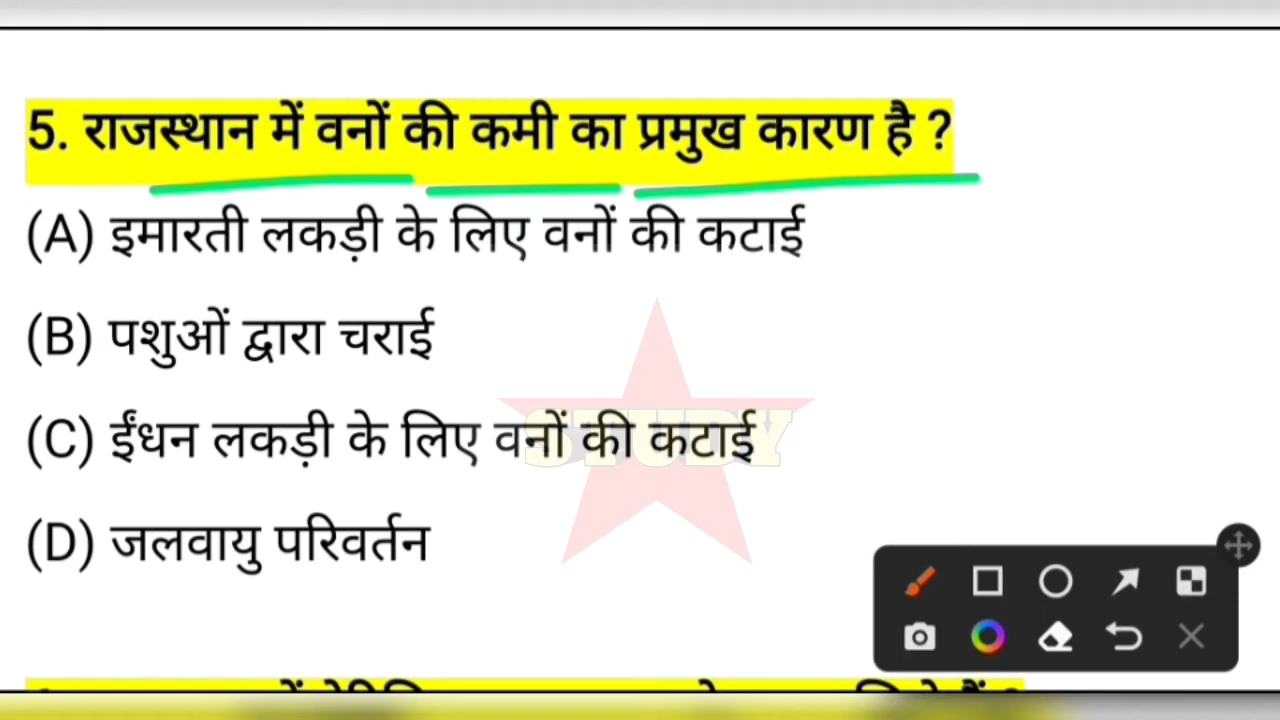 5. राजस्थान में वनों की कमी का प्रमुख कारण है ?
(A) इमारती लकड़ी के लिए वनों की कटाई
(B) पशुओं द्वारा चराई
(C) ईंधन लकड़ी के लिए वनों की कटाई
STUDY
(D) जलवायु परिवर्तन